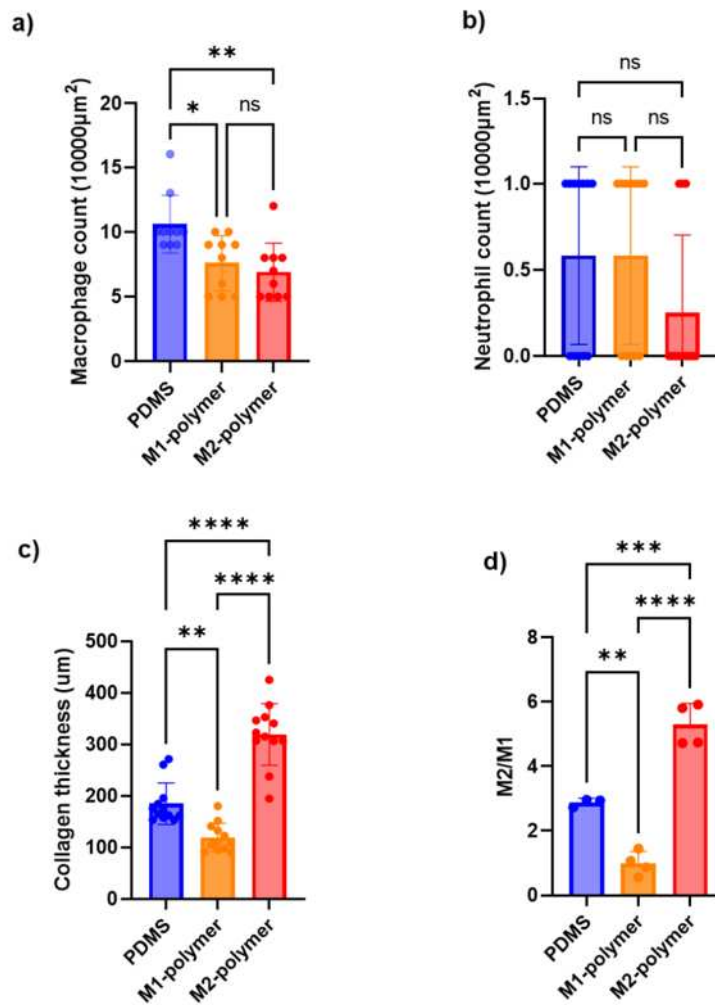 a)
**
*
ns
Macrophage count (10000µm²)
20
15
10
5
0
PDMS
M1-polymer
M2-polymer
b)
ns
ns
ns
Neutrophil count (10000µm²)
1.5
1.0
0.5
0.0
PDMS
M1-polymer
M2-polymer
c)
****
****
**
Collagen thickness (um)
500
400
300
200
100
0
PDMS
M1-polymer
M2-polymer
d)
***
****
**
M2/M1
8
6
4
2
0
PDMS
M1-polymer
M2-polymer